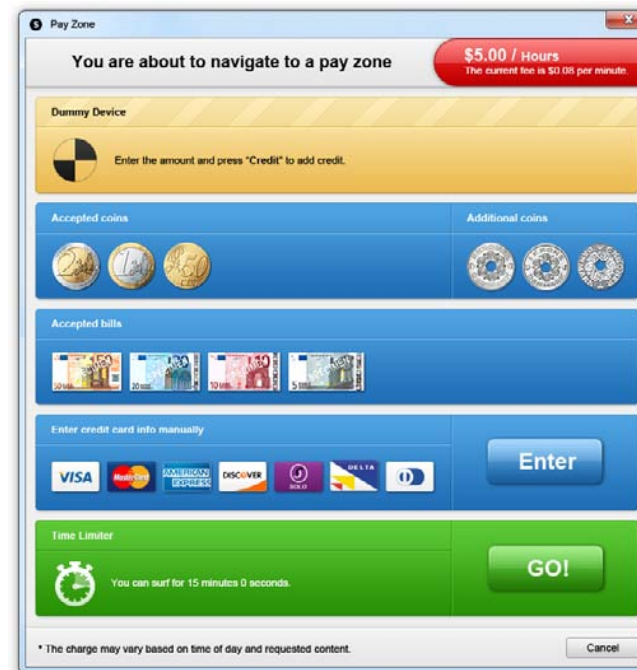 Pay Zone
You are about to navigate to a pay zone
$5.00 / Hours
The current fee is $0.08 per minute.
Dummy Device
Enter the amount and press "Credit" to add credit.
Accepted coins
Additional coins
Accepted bills
Enter credit card info manually
VISA
MasterCard
AMERICAN EXPRESS
DISCOVER
SOLO
DELTA
Enter
Time Limiter
You can surf for 15 minutes 0 seconds.
GO!
* The charge may vary based on time of day and requested content.
Cancel